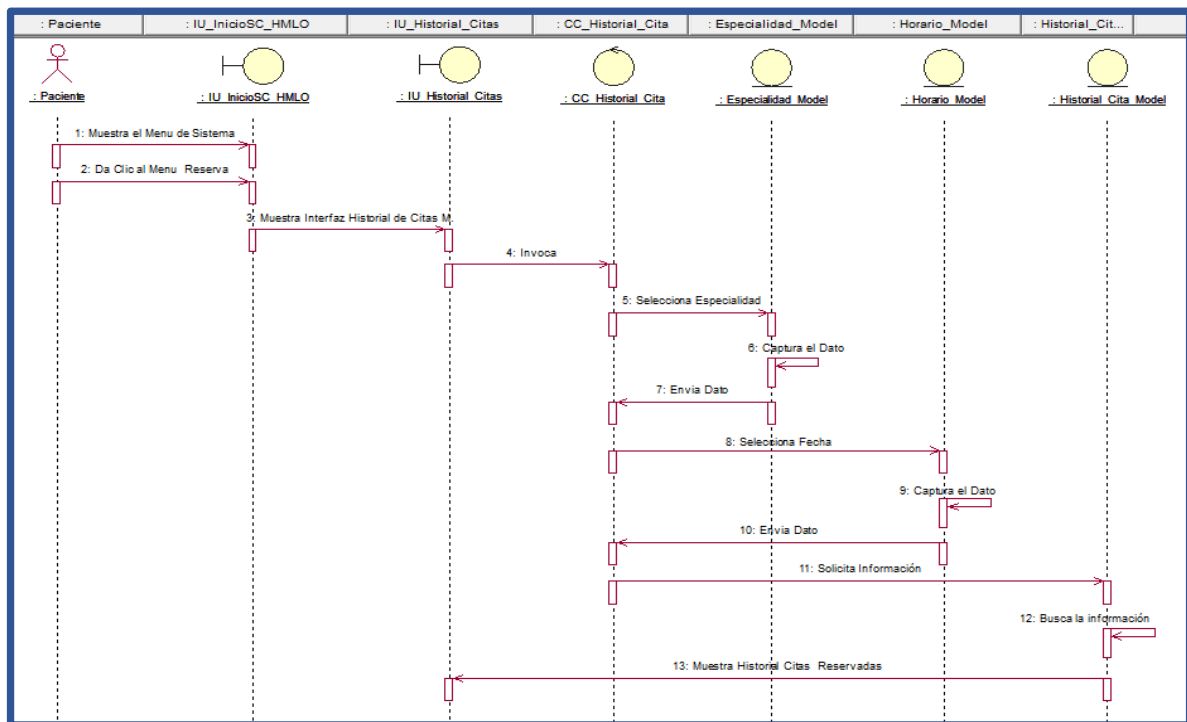 : Paciente
: IU_InicioSC_HMLO
: IU_Historial_Citas
: CC_Historial_Cita
: Especialidad_Model
: Horario_Model
: Historial_Cit...
: Paciente
: IU_InicioSC_HMLO
: IU_Historial_Citas
: CC_Historial_Cita
: Especialidad_Model
: Horario_Model
: Historial_Cita_Model
1: Muestra el Menu de Sistema
2: Da Clic al Menu Reserva
3: Muestra Interfaz Historial de Citas M.
4: Invoca
5: Selecciona Especialidad
6: Captura el Dato
7: Envia Dato
8: Selecciona Fecha
9: Captura el Dato
10: Envia Dato
11: Solicita Información
12: Busca la información
13: Muestra Historial Citas Reservadas